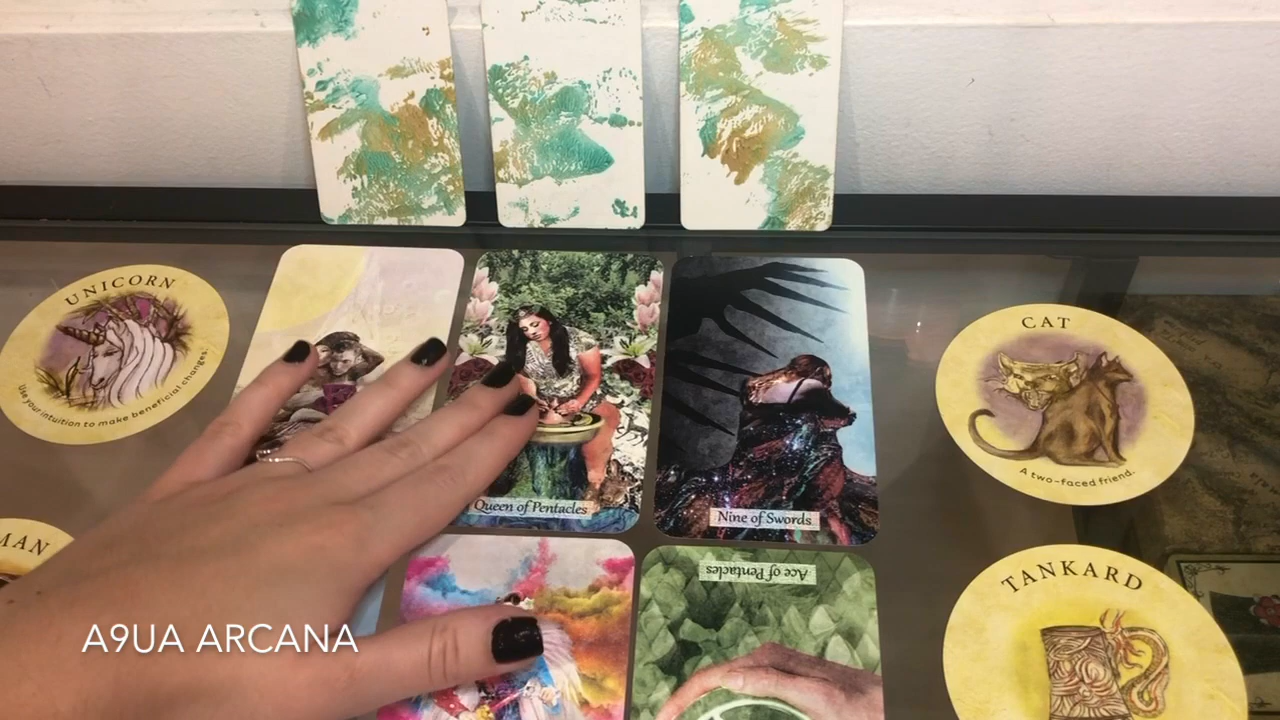 UNICORN
Use your intuition to make beneficial changes.
CAT
A two-faced friend.
Queen of Pentacles
Nine of Swords
MAN
Ace of Pentacles
TANKARD
A9UA ARCANA